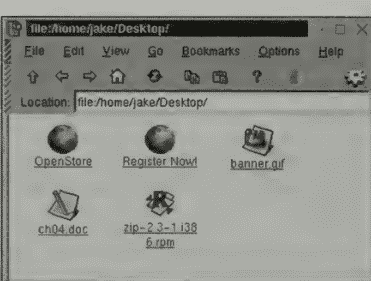 file:/home/jake/Desktop/
File Edit View Go Bookmarks Options Help
Location: file:/home/jake/Desktop/
OpenStore Register Now! banner.gif
ch04.doc zip-2.3-1.i38
6.rpm